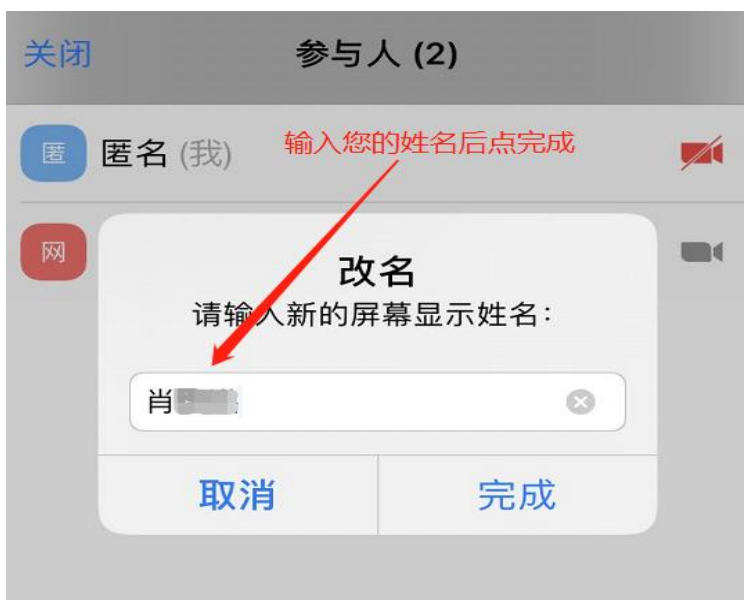 关闭
参与人 (2)
匿
匿名 (我)
输入您的姓名后点完成
网
改名
请输入新的屏幕显示姓名：
肖
取消
完成